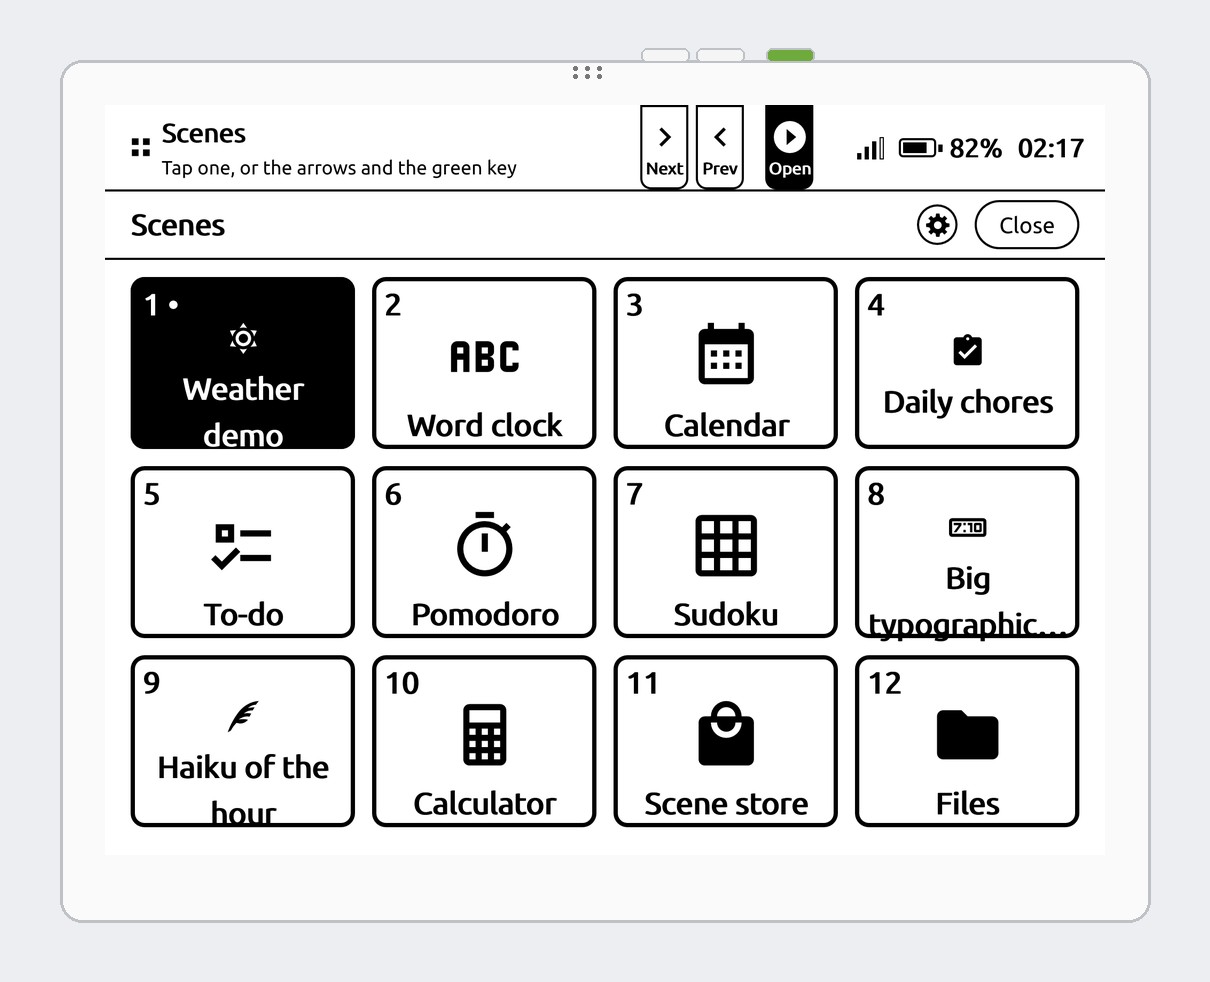 Scenes
Tap one, or the arrows and the green key
Next
Prev
Open
82%
02:17
Scenes
Close
1 •
Weather
demo
2
ABC
Word clock
3
Calendar
4
Daily chores
5
To-do
6
Pomodoro
7
Sudoku
8
7:10
Big
typographic...
9
Haiku of the
hour
10
Calculator
11
Scene store
12
Files